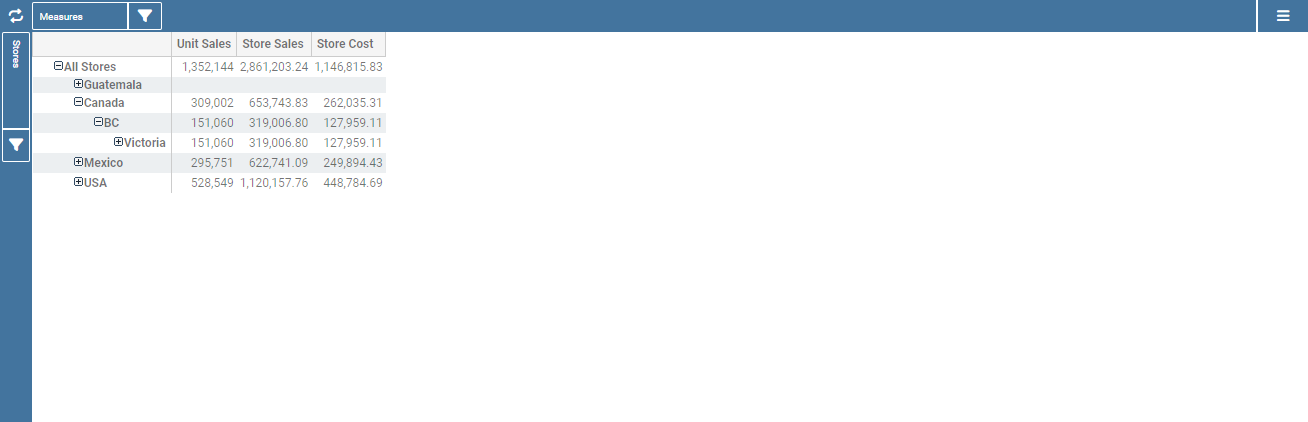 Measures
Stores
Unit Sales Store Sales Store Cost
All Stores 1,352,144 2,861,203.24 1,146,815.83
Guatemala
Canada 309,002 653,743.83 262,035.31
BC 151,060 319,006.80 127,959.11
Victoria 151,060 319,006.80 127,959.11
Mexico 295,751 622,741.09 249,894.43
USA 528,549 1,120,157.76 448,784.69